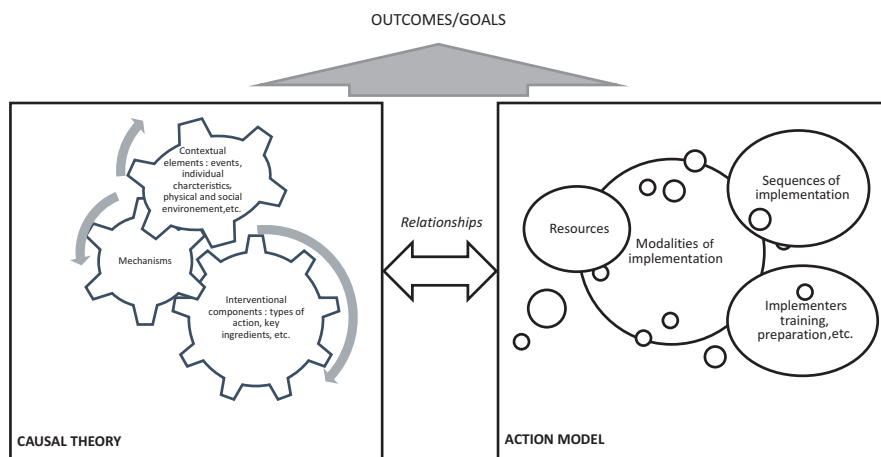 OUTCOMES/GOALS
Contextual
elements : events,
individual
charcteristics,
physical and social
environement,etc.
Mechanisms
Interventional
components : types of
action, key
ingredients, etc.
CAUSAL THEORY
Relationships
Resources
Modalities of
implementation
Sequences of
implementation
Implementers
training,
preparation,etc.
ACTION MODEL